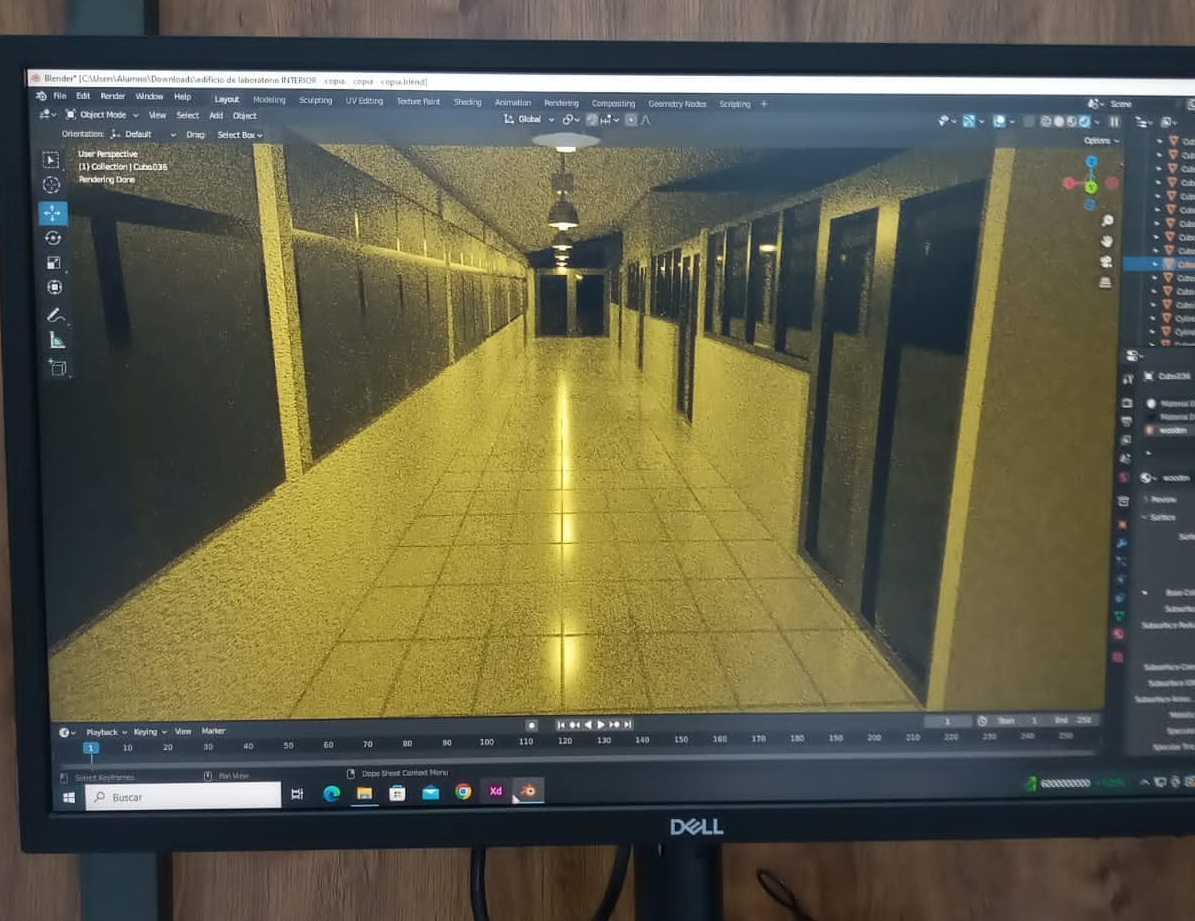 Blender* [C:\Users\Alumno\Downloads\edificio de laboratorio INTERIOR - copia - copia - copia.blend]
File Edit Render Window Help Layout Modeling Sculpting UV Editing Texture Paint Shading Animation Rendering Compositing Geometry Nodes Scripting + Scene
Object Mode View Select Add Object Global
Orientation: Default Drag: Select Box Options
User Perspective
(1) Collection | Cubo.036
Rendering Done
Cubo.036
wooden
wooden
Preview
Surface
Playback Keying View Marker 1 Start 1 End 250
1 10 20 30 40 50 60 70 80 90 100 110 120 130 140 150 160 170 180 190 200 210 220 230 240 250
Select Keyframes Pan View Dope Sheet Context Menu
Buscar
Xd
DELL